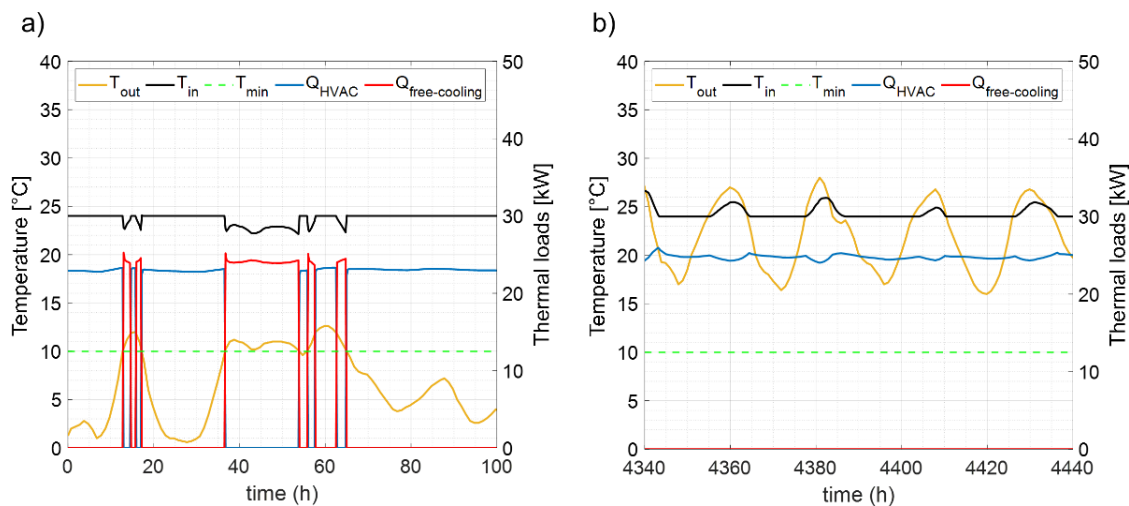 a)
40
35
30
25
20
15
10
5
0
Temperature [°C]
T_out T_in T_min Q_HVAC Q_free-cooling
50
40
30
20
10
0
Thermal loads [kW]
0 20 40 60 80 100
time (h)
b)
40
35
30
25
20
15
10
5
0
Temperature [°C]
T_out T_in T_min Q_HVAC Q_free-cooling
50
40
30
20
10
0
Thermal loads [kW]
4340 4360 4380 4400 4420 4440
time (h)